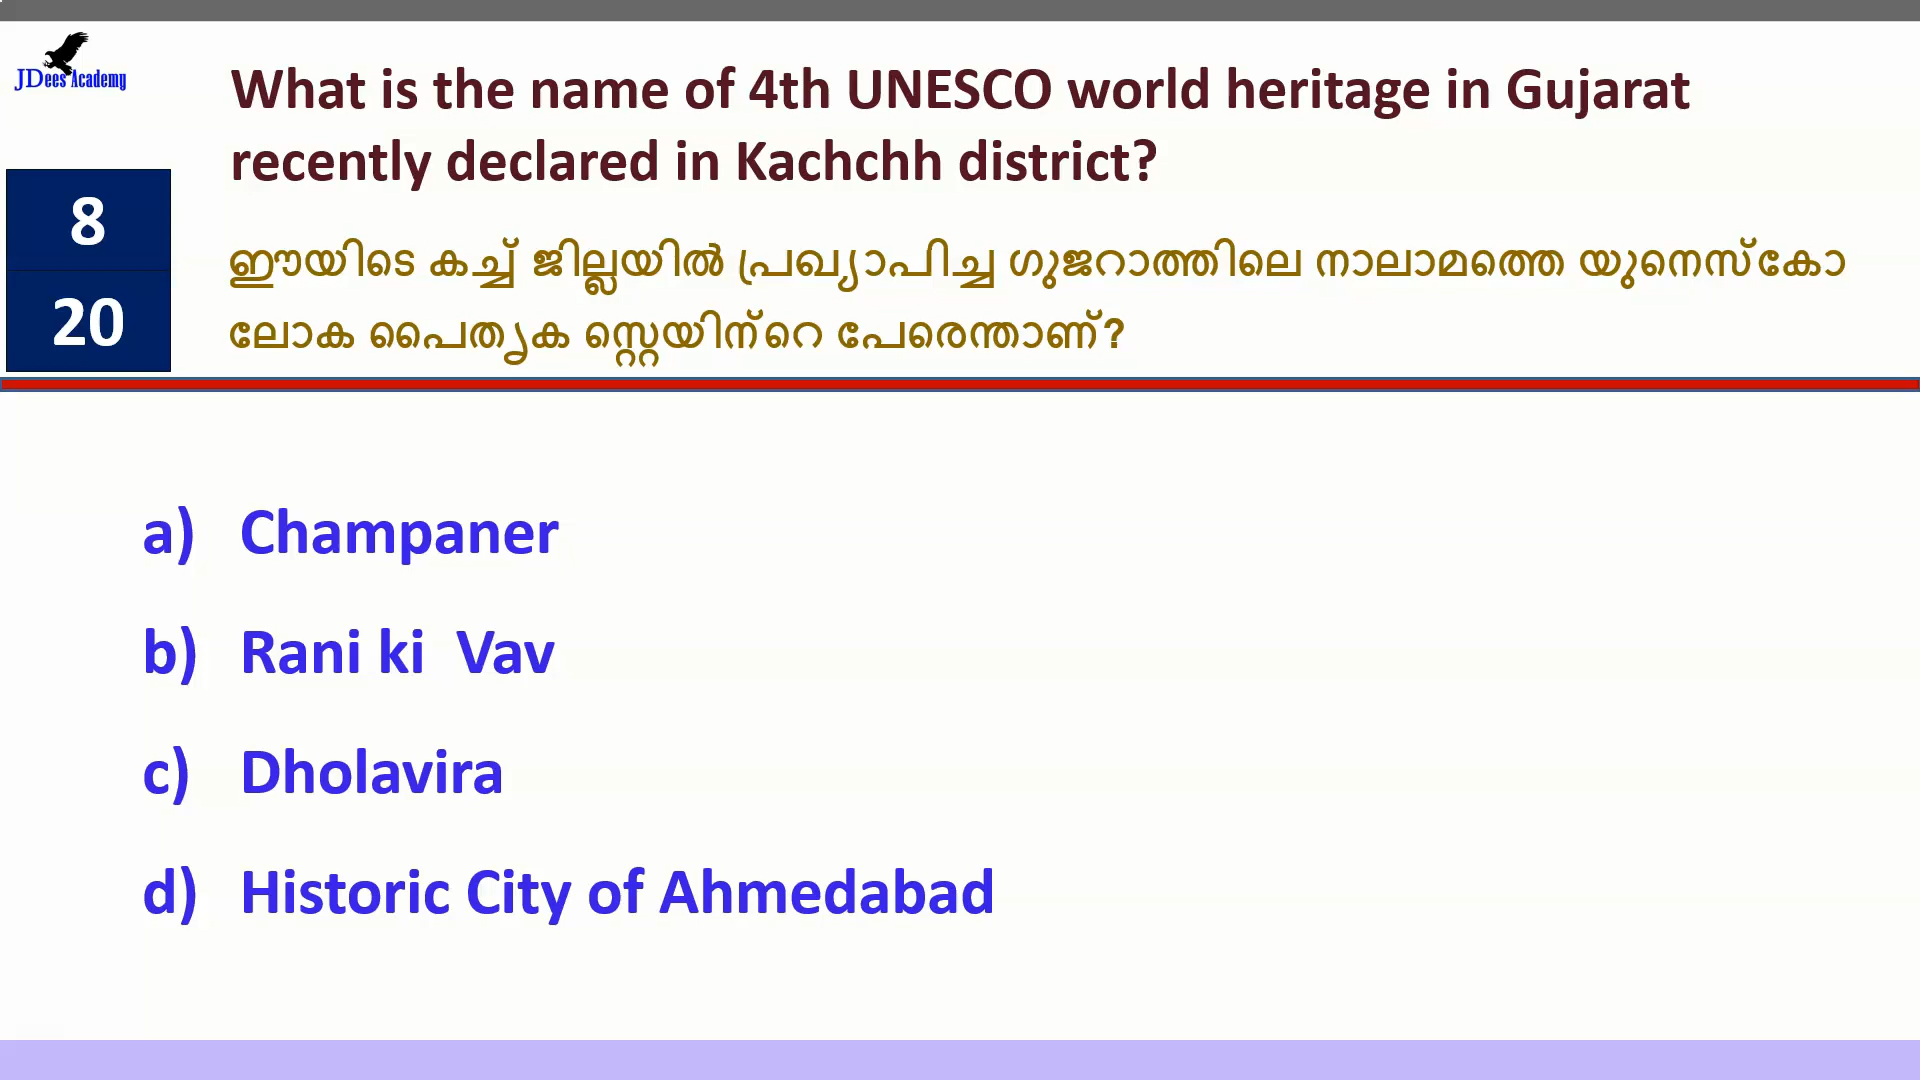 JDees Academy
What is the name of 4th UNESCO world heritage in Gujarat
recently declared in Kachchh district?
8
20
ഈയിടെ കച്ച് ജില്ലയിൽ പ്രഖ്യാപിച്ച ഗുജറാത്തിലെ നാലാമത്തെ യുനെസ്കോ
ലോക പൈതൃക സ്റ്റെയിന്റെ പേരെന്താണ്?
a) Champaner
b) Rani ki Vav
c) Dholavira
d) Historic City of Ahmedabad